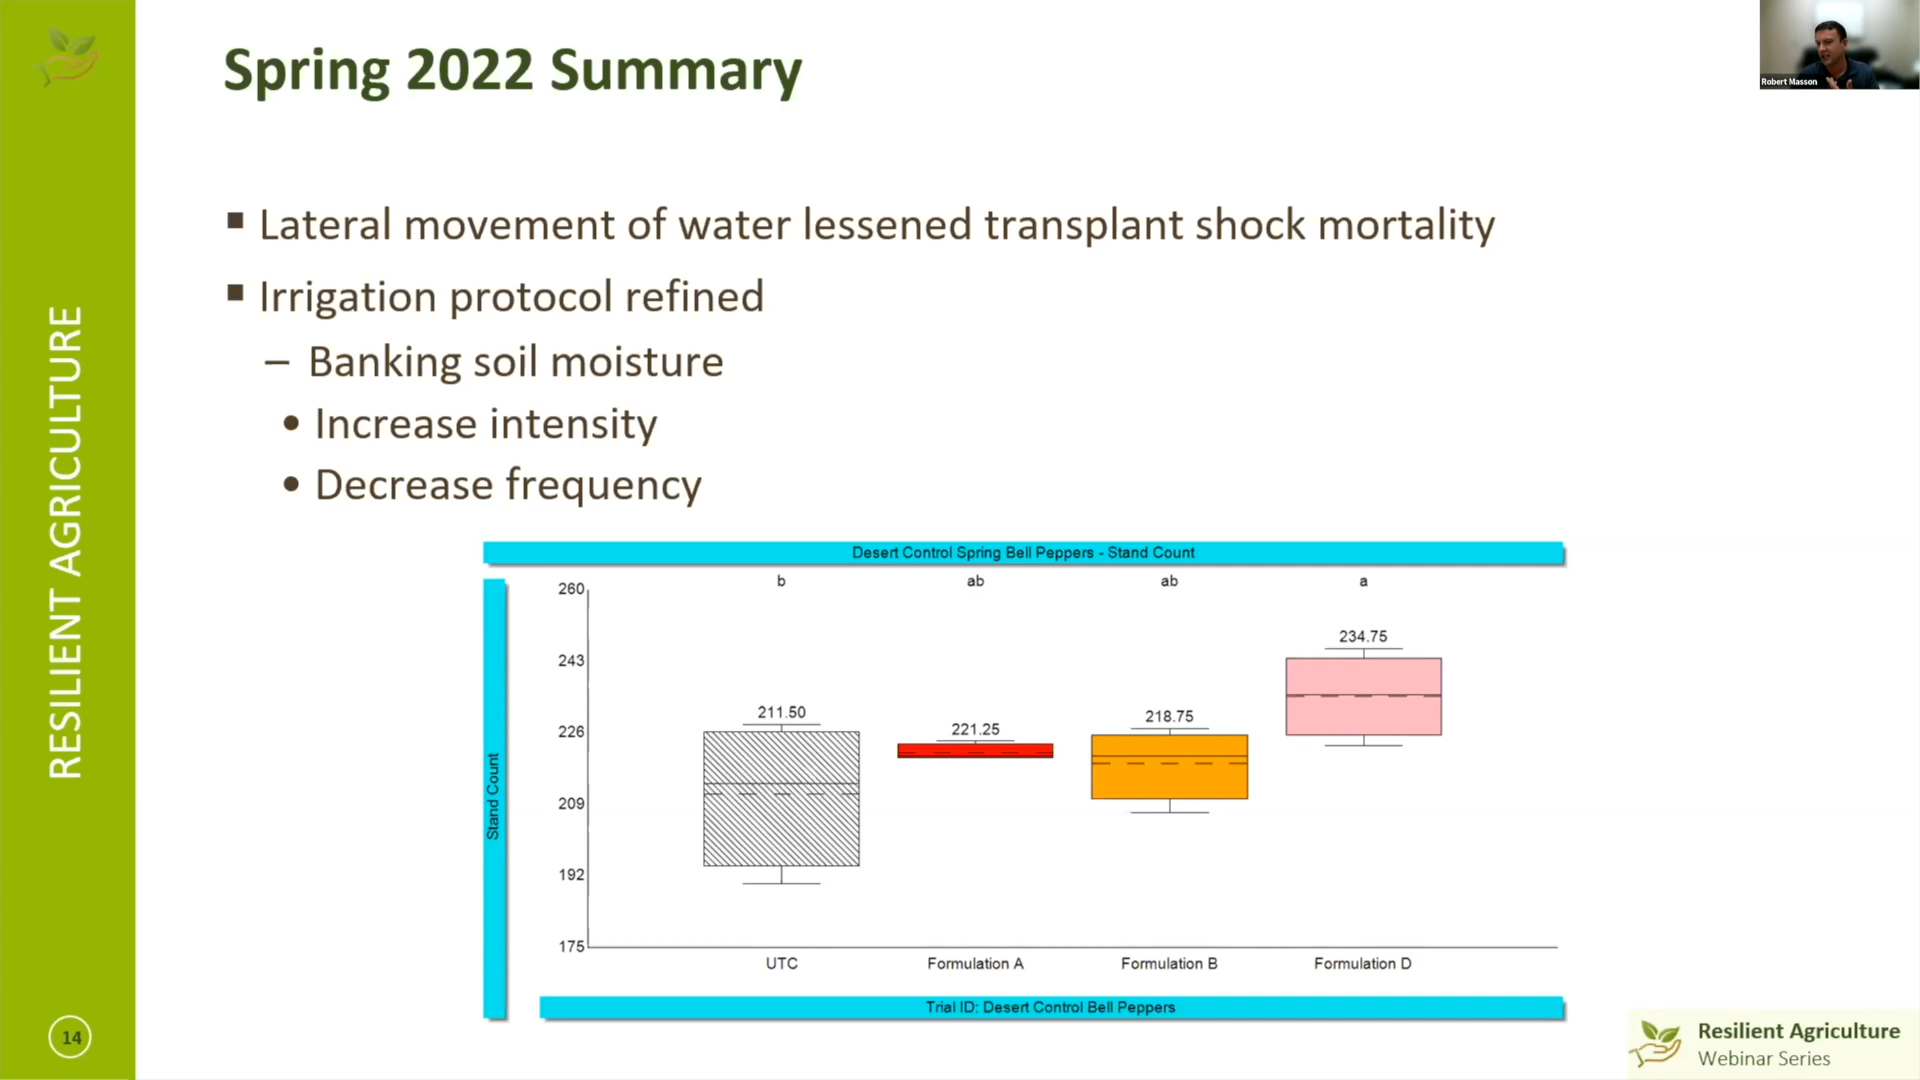 Spring 2022 Summary
Robert Masson
RESILIENT AGRICULTURE
▪ Lateral movement of water lessened transplant shock mortality
▪ Irrigation protocol refined
– Banking soil moisture
• Increase intensity
• Decrease frequency
Desert Control Spring Bell Peppers - Stand Count
b ab ab a
Stand Count
260
243
226
209
192
175
211.50
221.25
218.75
234.75
UTC Formulation A Formulation B Formulation D
Trial ID: Desert Control Bell Peppers
14
Resilient Agriculture
Webinar Series